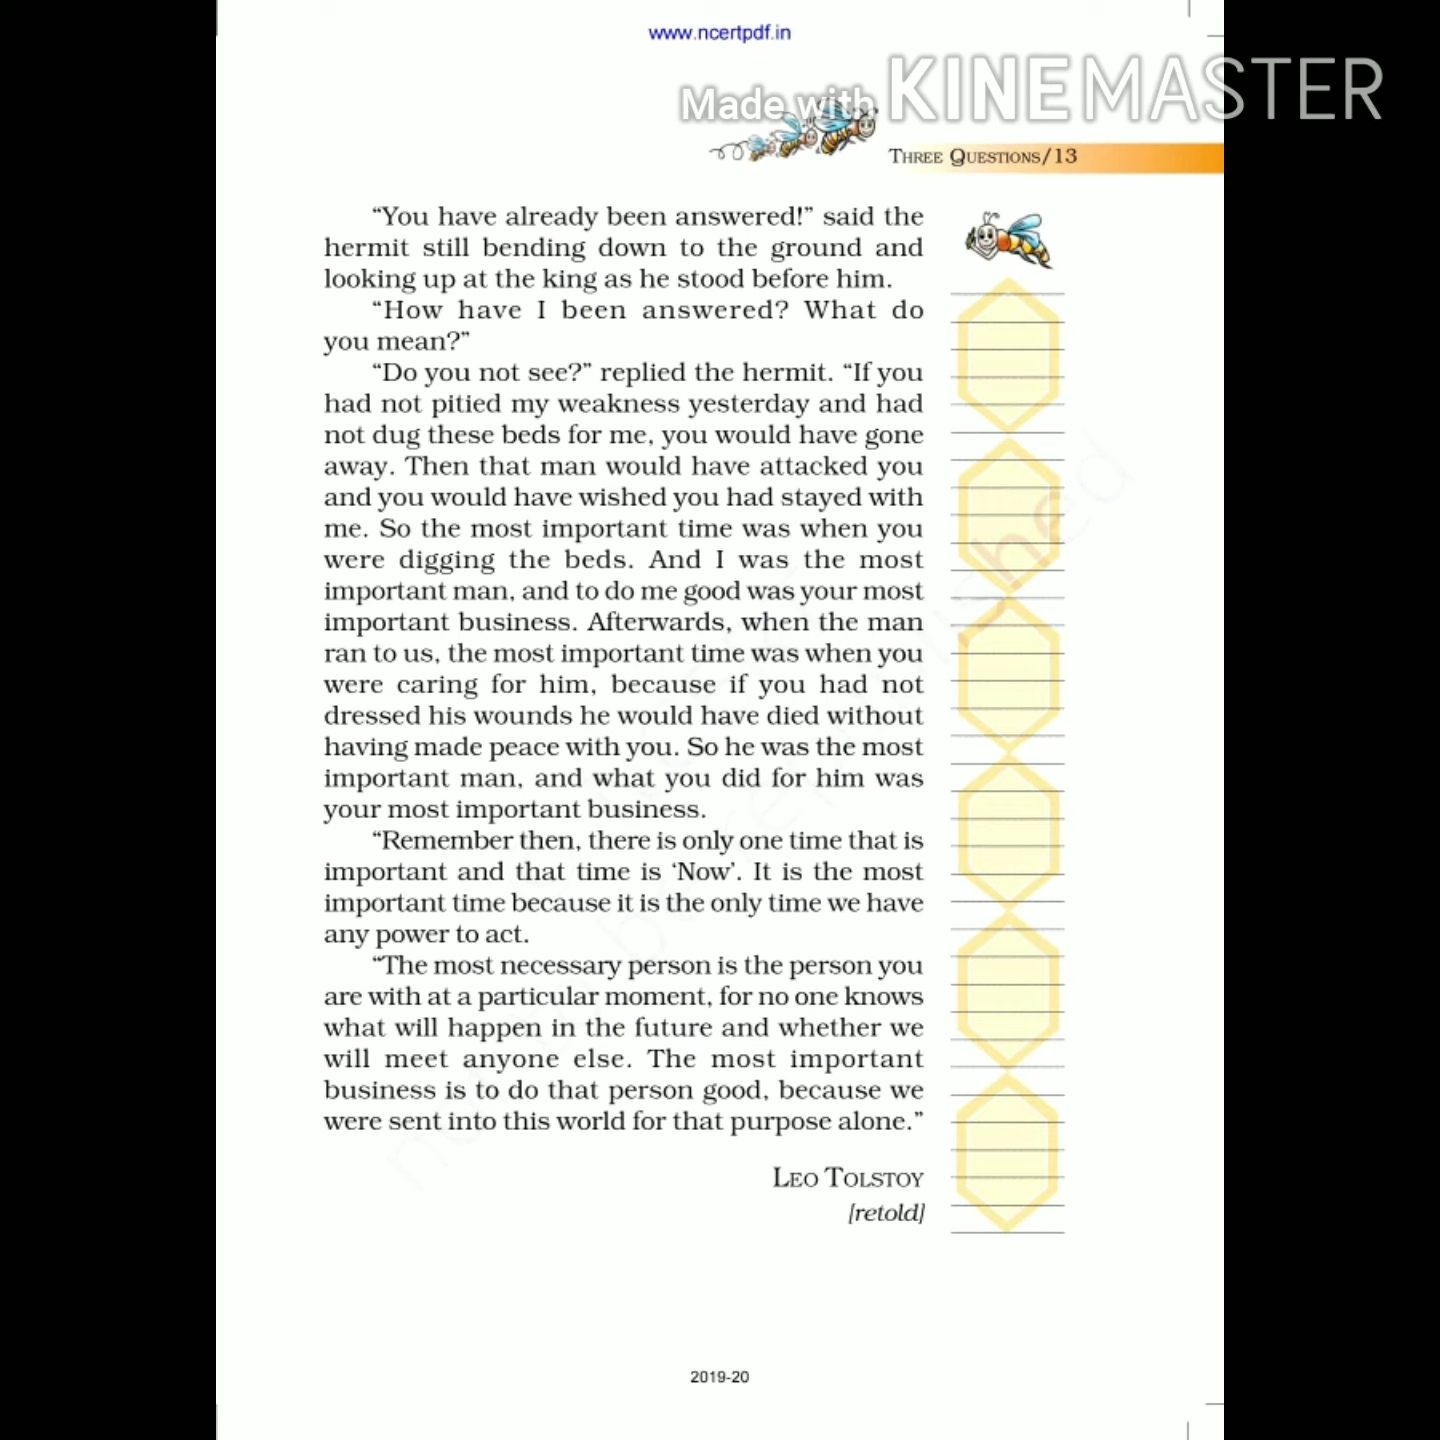 www.ncertpdf.in
Made with KINEMASTER
THREE QUESTIONS/13
“You have already been answered!” said the
hermit still bending down to the ground and
looking up at the king as he stood before him.
“How have I been answered? What do
you mean?”
“Do you not see?” replied the hermit. “If you
had not pitied my weakness yesterday and had
not dug these beds for me, you would have gone
away. Then that man would have attacked you
and you would have wished you had stayed with
me. So the most important time was when you
were digging the beds. And I was the most
important man, and to do me good was your most
important business. Afterwards, when the man
ran to us, the most important time was when you
were caring for him, because if you had not
dressed his wounds he would have died without
having made peace with you. So he was the most
important man, and what you did for him was
your most important business.
“Remember then, there is only one time that is
important and that time is ‘Now’. It is the most
important time because it is the only time we have
any power to act.
“The most necessary person is the person you
are with at a particular moment, for no one knows
what will happen in the future and whether we
will meet anyone else. The most important
business is to do that person good, because we
were sent into this world for that purpose alone.”
LEO TOLSTOY
[retold]
2019-20